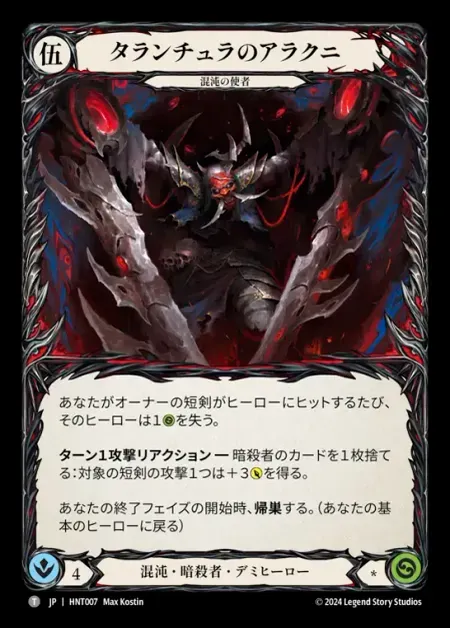 伍
タランチュラのアラクニ
混沌の使者
あなたがオーナーの短剣がヒーローにヒットするたび、
そのヒーローは１を失う。
ターン１攻撃リアクション ― 暗殺者のカードを１枚捨て
る：対象の短剣の攻撃１つは＋３を得る。
あなたの終了フェイズの開始時、帰巣する。（あなたの基
本のヒーローに戻る）
4
混沌・暗殺者・デミヒーロー
*
T JP | HNT007 Max Kostin
© 2024 Legend Story Studios